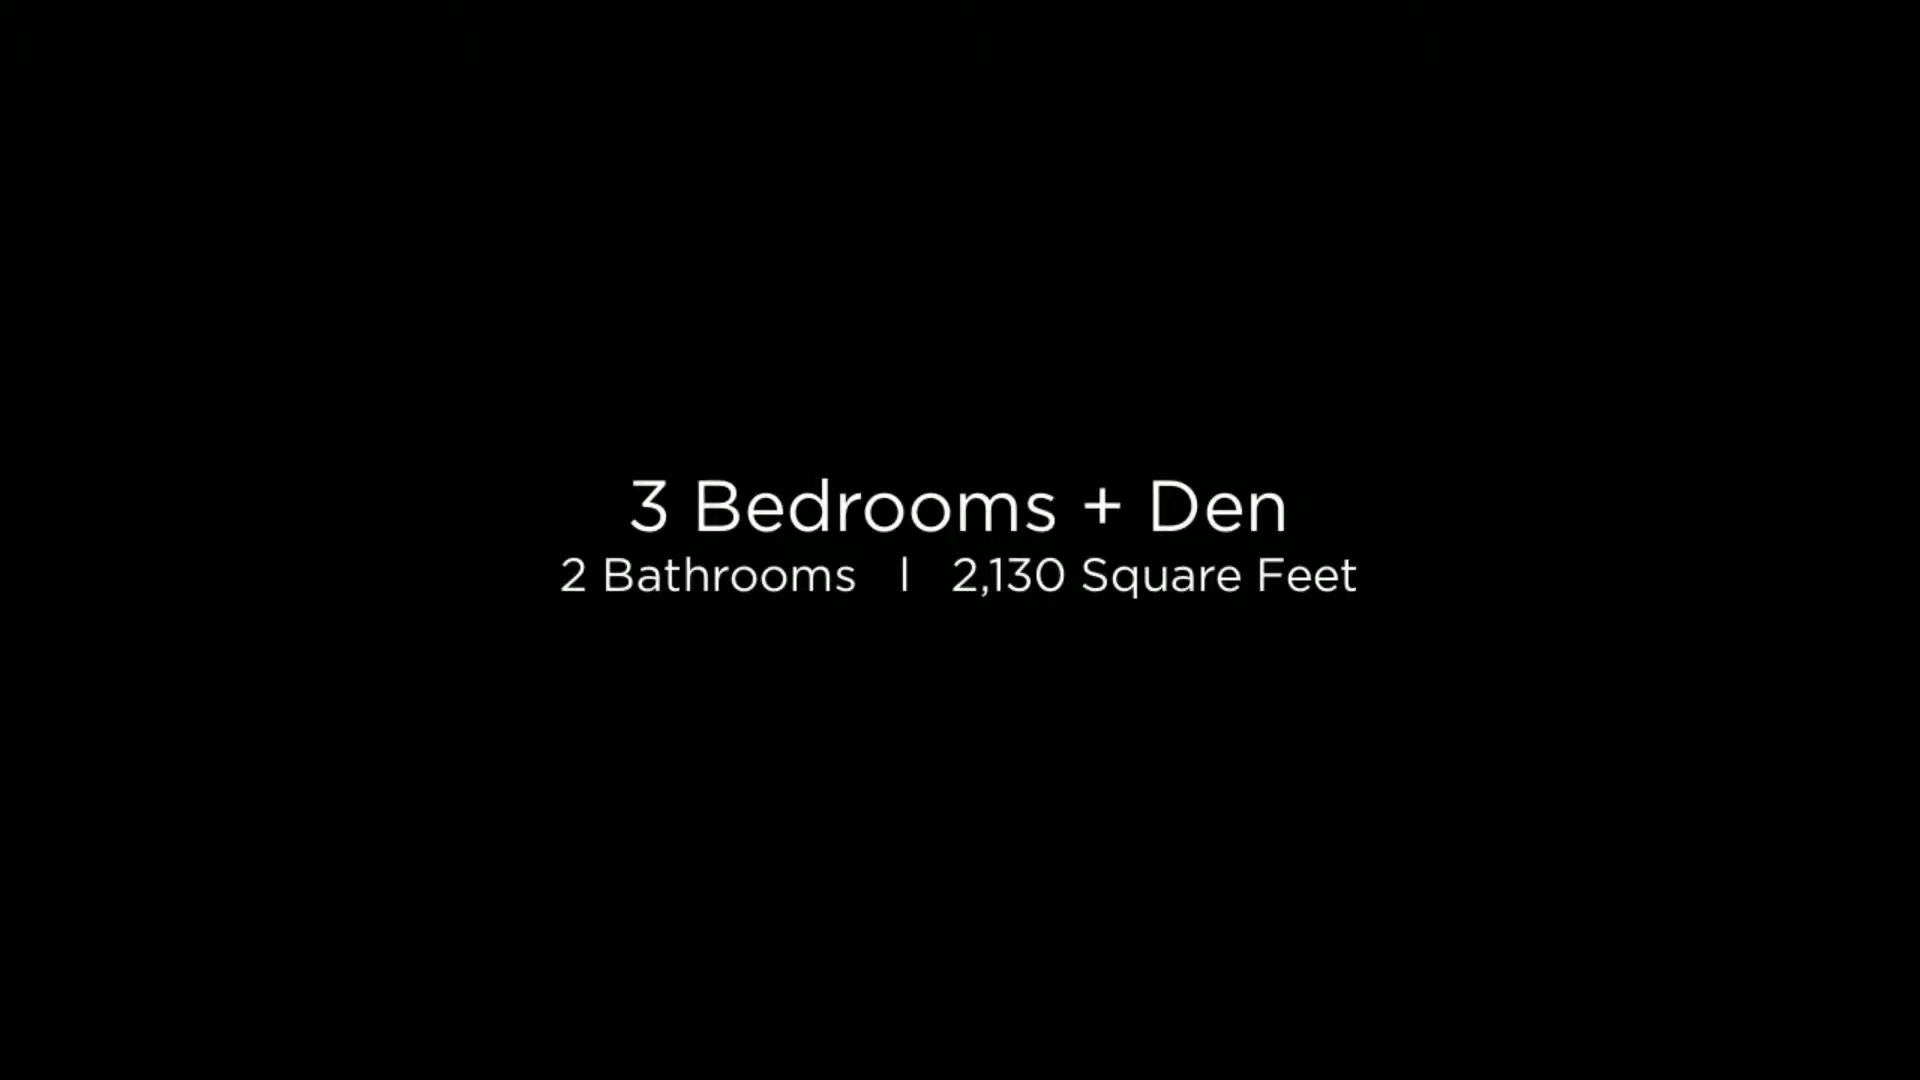 3 Bedrooms + Den
2 Bathrooms | 2,130 Square Feet